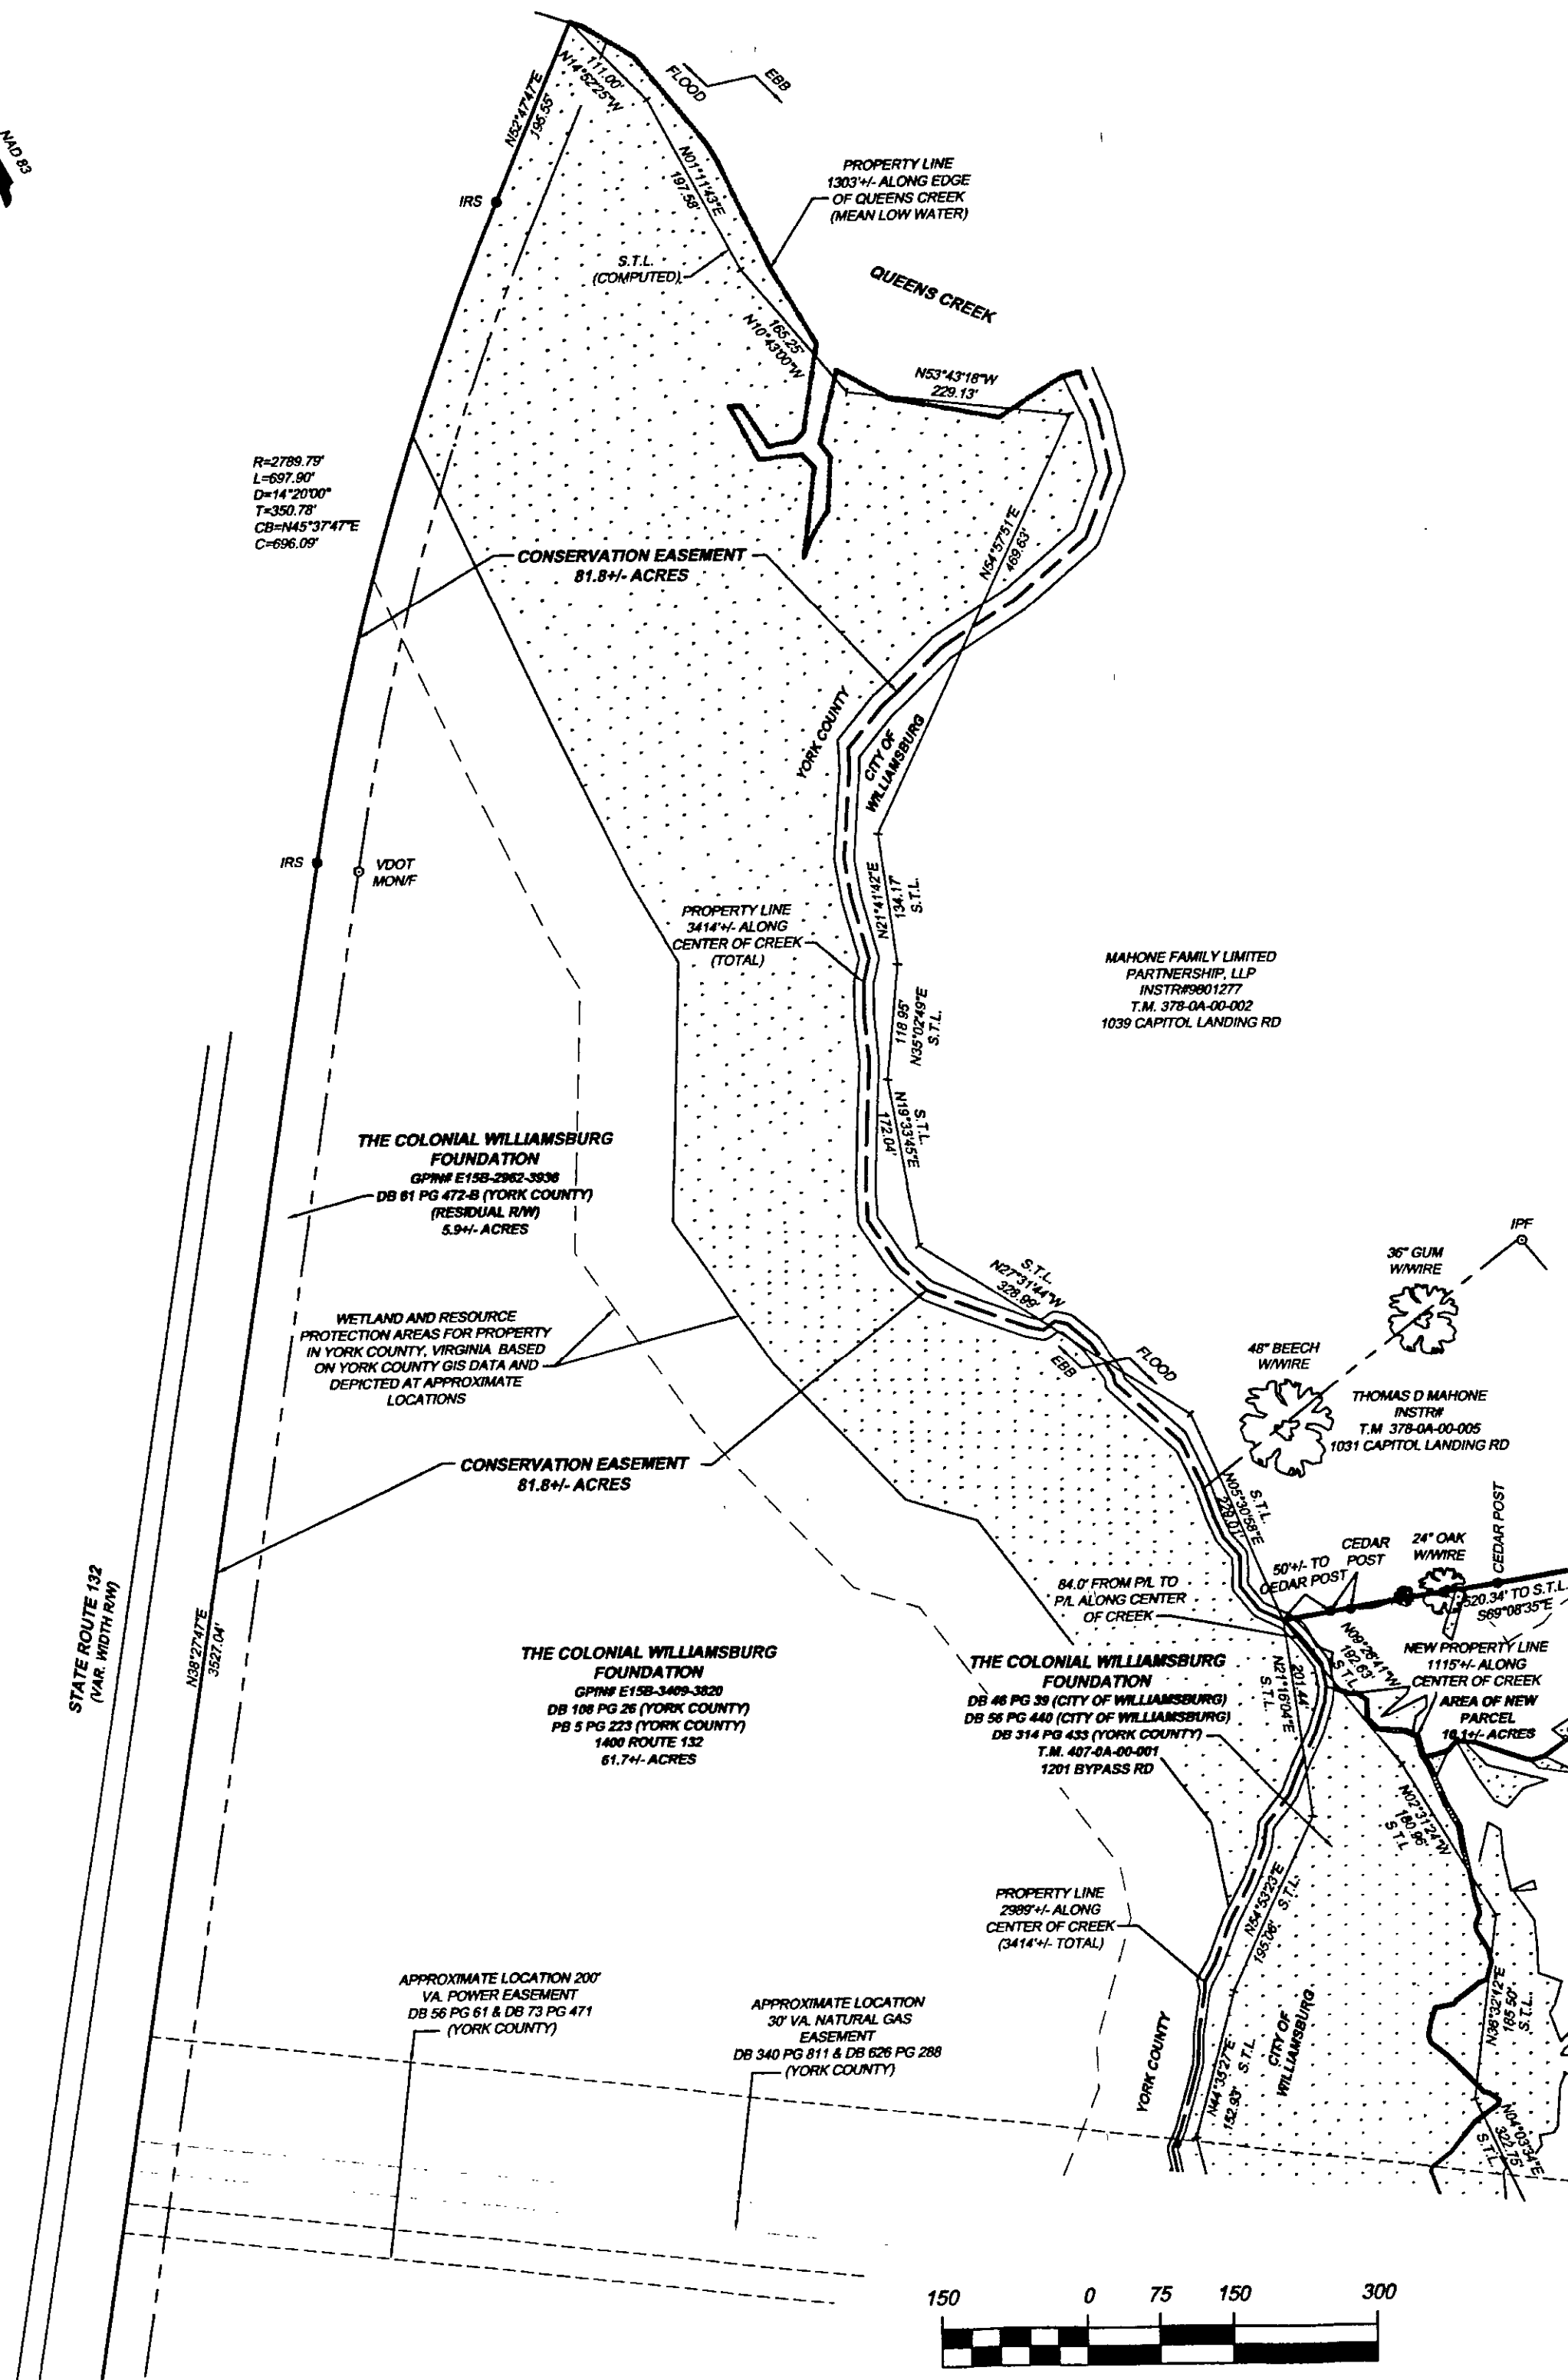 NAD 83
N52°47'47"E
195.55'
111.00'
N14°52'25"W
FLOOD
EBB
IRS
N01°11'43"E
197.58'
PROPERTY LINE
1303'+/- ALONG EDGE
OF QUEENS CREEK
(MEAN LOW WATER)
S.T.L.
(COMPUTED)
QUEENS CREEK
165.25'
N10°43'00"W
N53°43'18"W
229.13'
R=2789.79'
L=697.90'
D=14°20'00"
T=350.78'
CB=N45°37'47"E
C=696.09'
CONSERVATION EASEMENT
81.8+/- ACRES
N54°57'51"E
469.63'
YORK COUNTY
CITY OF
WILLIAMSBURG
IRS
VDOT
MON/F
N21°41'42"E
134.17'
S.T.L.
PROPERTY LINE
3414'+/- ALONG
CENTER OF CREEK
(TOTAL)
MAHONE FAMILY LIMITED
PARTNERSHIP, LLP
INSTR#9801277
T.M. 378-0A-00-002
1039 CAPITOL LANDING RD
118.95'
N35°02'49"E
S.T.L.
S.T.L.
N19°33'45"E
172.04'
THE COLONIAL WILLIAMSBURG
FOUNDATION
GPIN# E15B-2962-3936
DB 61 PG 472-B (YORK COUNTY)
(RESIDUAL R/W)
5.9+/- ACRES
IPF
36" GUM
W/WIRE
S.T.L.
N27°31'44"W
328.99'
WETLAND AND RESOURCE
PROTECTION AREAS FOR PROPERTY
IN YORK COUNTY, VIRGINIA BASED
ON YORK COUNTY GIS DATA AND
DEPICTED AT APPROXIMATE
LOCATIONS
EBB
FLOOD
48" BEECH
W/WIRE
THOMAS D MAHONE
INSTR#
T.M 378-0A-00-005
1031 CAPITOL LANDING RD
CONSERVATION EASEMENT
81.8+/- ACRES
S.T.L.
N05°30'58"E
229.01'
STATE ROUTE 132
(VAR. WIDTH R/W)
N38°27'47"E
3527.04'
50'+/- TO
CEDAR POST
CEDAR
POST
24" OAK
W/WIRE
CEDAR POST
84.0' FROM P/L TO
P/L ALONG CENTER
OF CREEK
520.34' TO S.T.L.
S69°08'35"E
THE COLONIAL WILLIAMSBURG
FOUNDATION
GPIN# E15B-3409-3820
DB 108 PG 26 (YORK COUNTY)
PB 5 PG 223 (YORK COUNTY)
1400 ROUTE 132
61.7+/- ACRES
THE COLONIAL WILLIAMSBURG
FOUNDATION
DB 46 PG 39 (CITY OF WILLIAMSBURG)
DB 56 PG 440 (CITY OF WILLIAMSBURG)
DB 314 PG 433 (YORK COUNTY)
T.M. 407-0A-00-001
1201 BYPASS RD
201.44'
N21°16'04"E
S.T.L.
N09°26'41"W
192.63'
S.T.L.
NEW PROPERTY LINE
1115'+/- ALONG
CENTER OF CREEK
AREA OF NEW
PARCEL
16.1+/- ACRES
N02°31'24"W
180.96'
S.T.L
PROPERTY LINE
2989'+/- ALONG
CENTER OF CREEK
(3414'+/- TOTAL)
N54°53'23"E
195.06'
S.T.L.
APPROXIMATE LOCATION 200'
VA. POWER EASEMENT
DB 56 PG 61 & DB 73 PG 471
(YORK COUNTY)
APPROXIMATE LOCATION
30' VA. NATURAL GAS
EASEMENT
DB 340 PG 811 & DB 626 PG 288
(YORK COUNTY)
YORK COUNTY
N44°35'27"E
152.93' S.T.L
CITY OF
WILLIAMSBURG
N36°32'12"E
185.50'
S.T.L.
N04°03'34"E
322.75'
S.T.L.
150 0 75 150 300